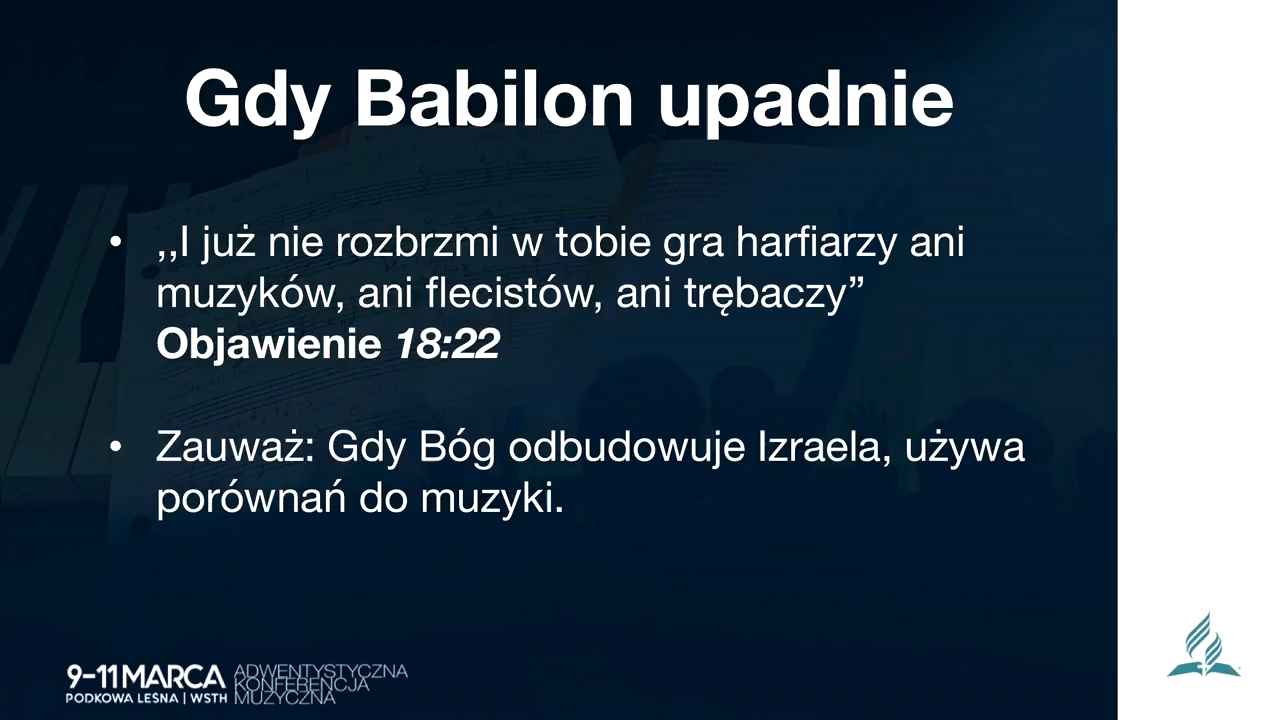 Gdy Babilon upadnie
• ,,I już nie rozbrzmi w tobie gra harfiarzy ani
muzyków, ani flecistów, ani trębaczy”
Objawienie 18:22
• Zauważ: Gdy Bóg odbudowuje Izraela, używa
porównań do muzyki.
9-11 MARCA
PODKOWA LEŚNA | WSTH
ADWENTYSTYCZNA
KONFERENCJA
MUZYCZNA